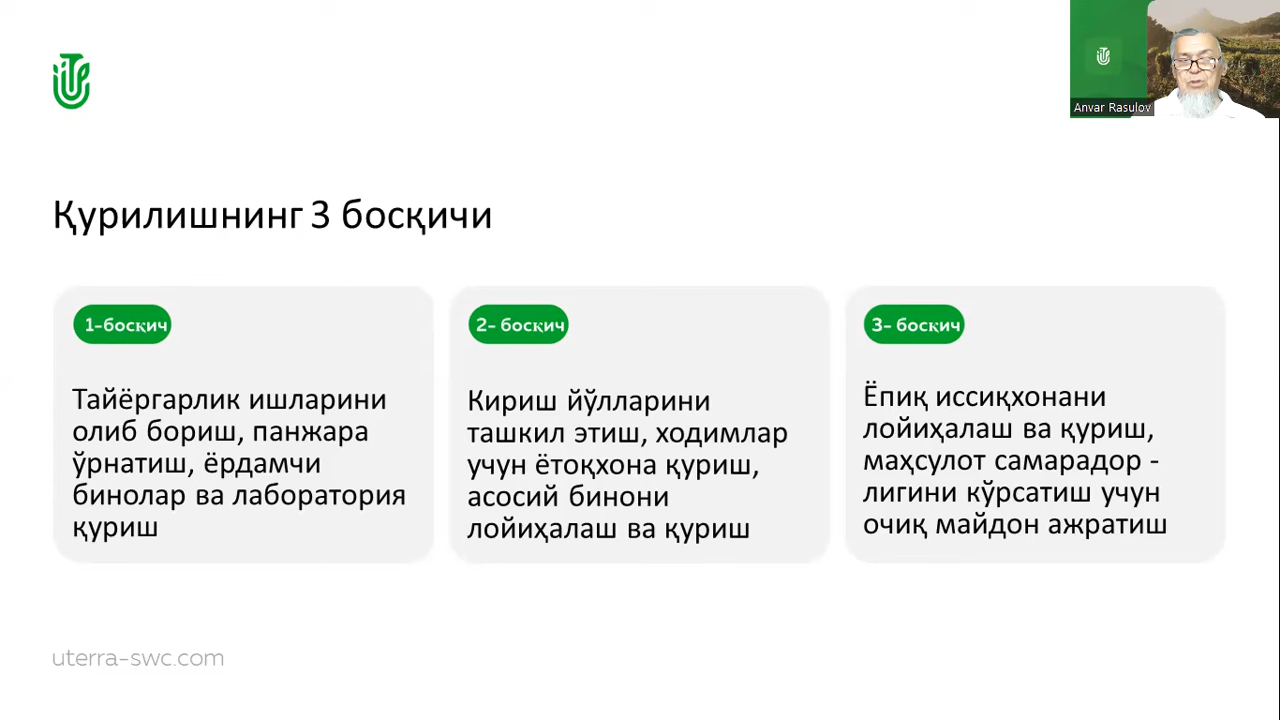 Anvar Rasulov
Қурилишнинг 3 босқичи
1-босқич
Тайёргарлик ишларини
олиб бориш, панжара
ўрнатиш, ёрдамчи
бинолар ва лаборатория
қуриш
2- босқич
Кириш йўлларини
ташкил этиш, ходимлар
учун ётоқхона қуриш,
асосий бинони
лойиҳалаш ва қуриш
3- босқич
Ёпиқ иссиқхонани
лойиҳалаш ва қуриш,
маҳсулот самарадор -
лигини кўрсатиш учун
очиқ майдон ажратиш
uterra-swc.com